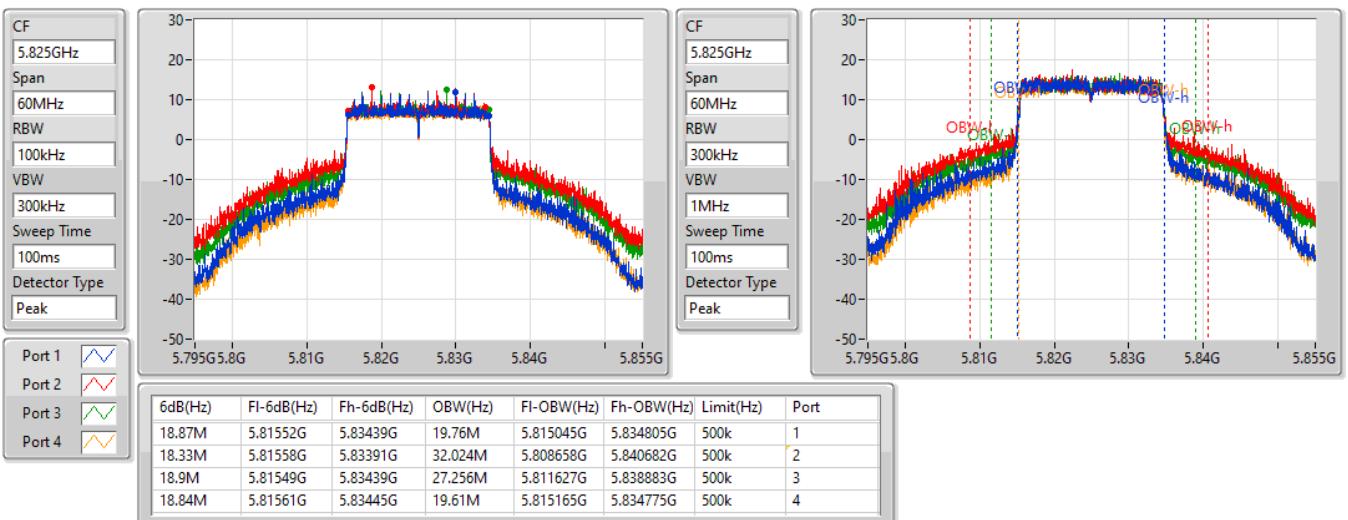 CF
5.825GHz
Span
60MHz
RBW
100kHz
VBW
300kHz
Sweep Time
100ms
Detector Type
Peak
30
20
10
0
-10
-20
-30
-40
-50
5.795G 5.8G 5.81G 5.82G 5.83G 5.84G 5.855G
CF
5.825GHz
Span
60MHz
RBW
300kHz
VBW
1MHz
Sweep Time
100ms
Detector Type
Peak
30
20
10
0
-10
-20
-30
-40
-50
OBW-h
OBW-h
OBW-h
5.795G 5.8G 5.81G 5.82G 5.83G 5.84G 5.855G
Port 1
Port 2
Port 3
Port 4
6dB(Hz) Fl-6dB(Hz) Fh-6dB(Hz) OBW(Hz) Fl-OBW(Hz) Fh-OBW(Hz) Limit(Hz) Port
18.87M 5.81552G 5.83439G 19.76M 5.815045G 5.834805G 500k 1
18.33M 5.81558G 5.83391G 32.024M 5.808658G 5.840682G 500k 2
18.9M 5.81549G 5.83439G 27.256M 5.811627G 5.838883G 500k 3
18.84M 5.81561G 5.83445G 19.61M 5.815165G 5.834775G 500k 4